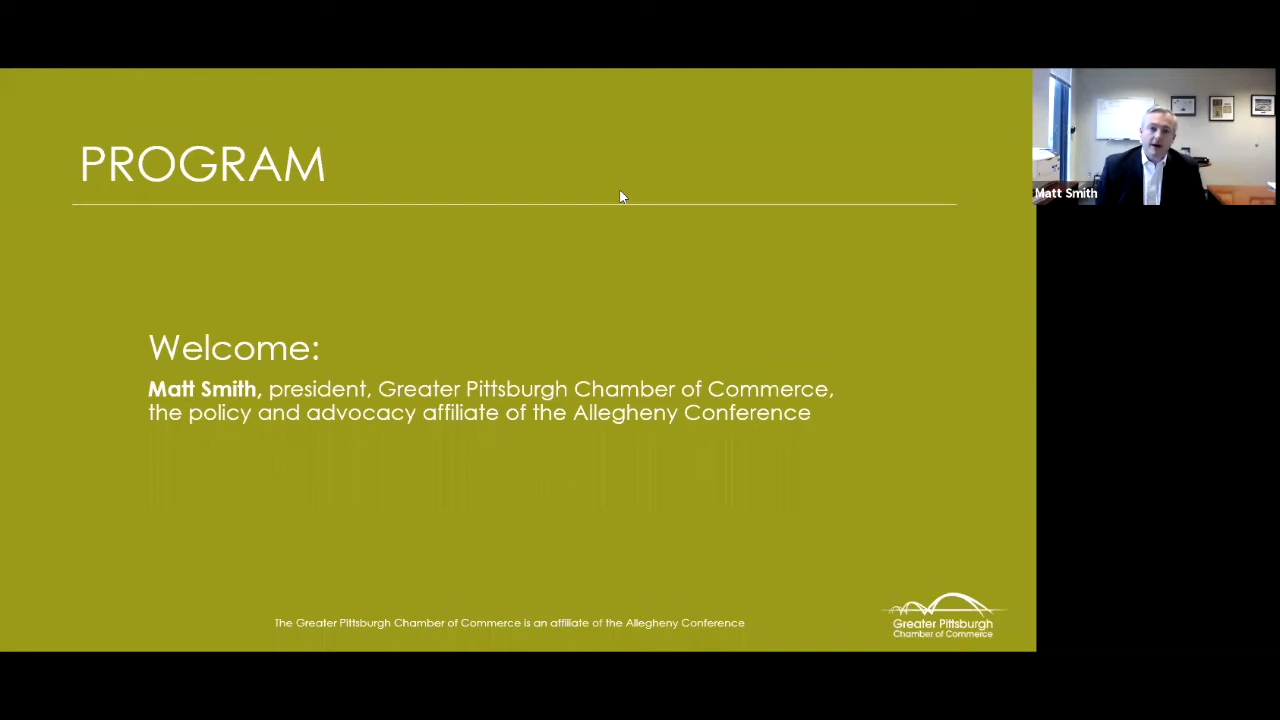 PROGRAM
Matt Smith
Welcome:
Matt Smith, president, Greater Pittsburgh Chamber of Commerce,
the policy and advocacy affiliate of the Allegheny Conference
The Greater Pittsburgh Chamber of Commerce is an affiliate of the Allegheny Conference
Greater Pittsburgh
Chamber of Commerce